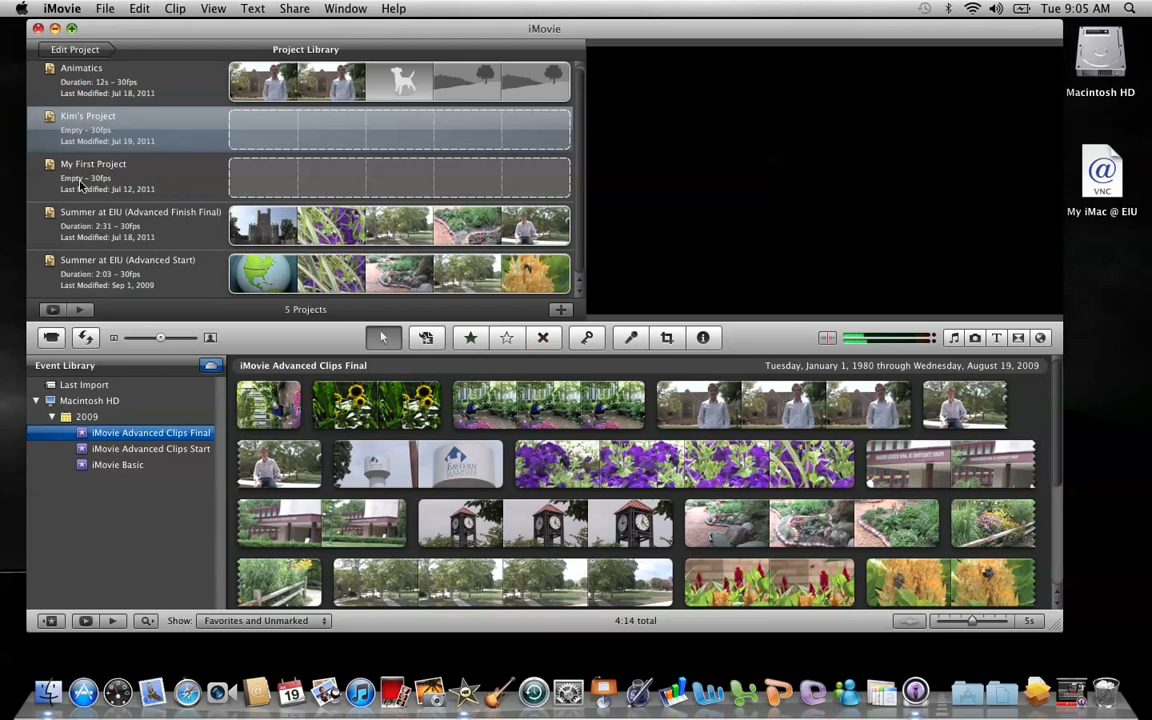 iMovie File Edit Clip View Text Share Window Help
Tue 9:05 AM
iMovie
Edit Project
Project Library
Animatics
Duration: 12s – 30fps
Last Modified: Jul 18, 2011
Kim's Project
Empty – 30fps
Last Modified: Jul 19, 2011
My First Project
Empty – 30fps
Last Modified: Jul 12, 2011
Summer at EIU (Advanced Finish Final)
Duration: 2:31 – 30fps
Last Modified: Jul 18, 2011
Summer at EIU (Advanced Start)
Duration: 2:03 – 30fps
Last Modified: Sep 1, 2009
5 Projects
Macintosh HD
VNC
My iMac @ EIU
Event Library
iMovie Advanced Clips Final
Tuesday, January 1, 1980 through Wednesday, August 19, 2009
Last Import
Macintosh HD
2009
iMovie Advanced Clips Final
iMovie Advanced Clips Start
iMovie Basic
EASTERN
Show: Favorites and Unmarked
4:14 total
5s
19